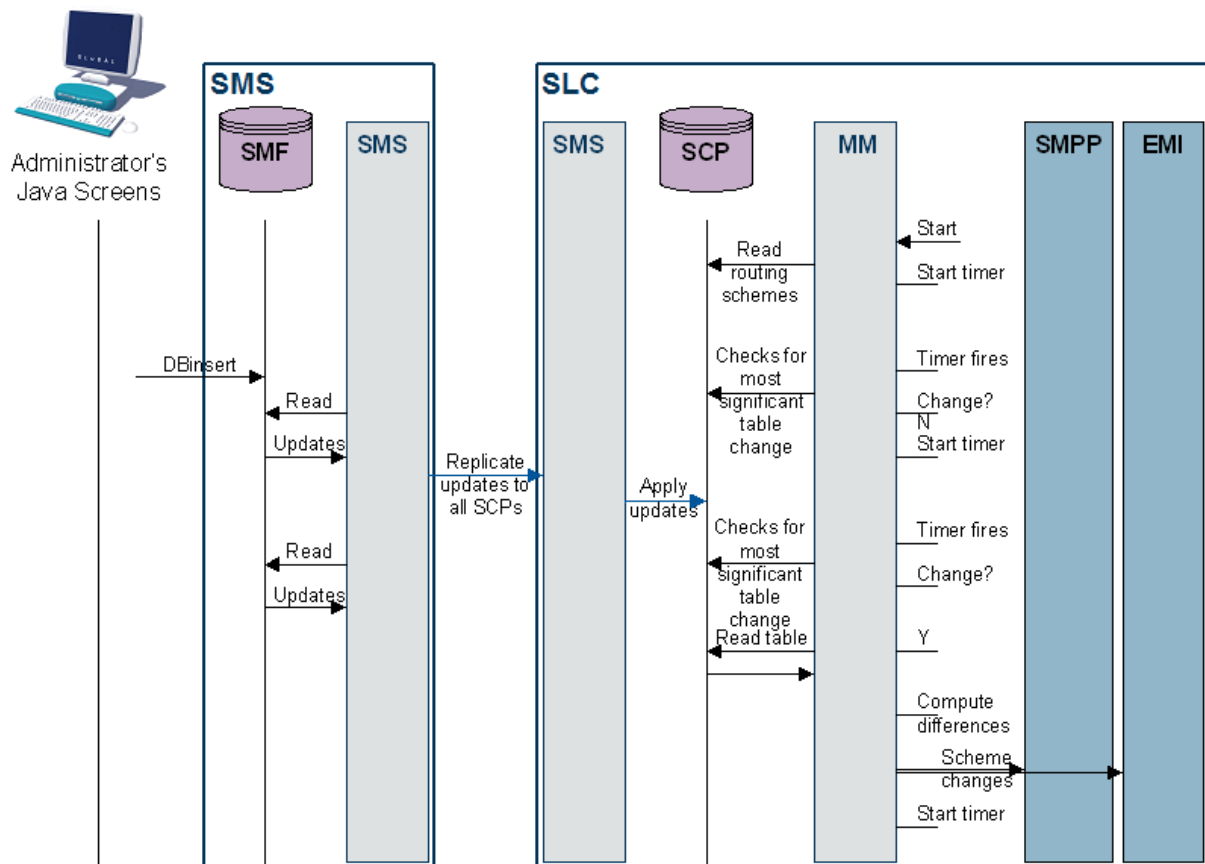 GLOBAL
Administrator's
Java Screens
SMS
SMF
SMS
SLC
SMS
SCP
MM
SMPP
EMI
Start
Read
routing
schemes
Start timer
DBinsert
Read
Updates
Checks for
most
significant
table
change
Timer fires
Change?
N
Start timer
Replicate
updates to
all SCPs
Apply
updates
Read
Updates
Checks for
most
significant
table
change
Timer fires
Change?
Read table
Y
Compute
differences
Scheme
changes
Start timer